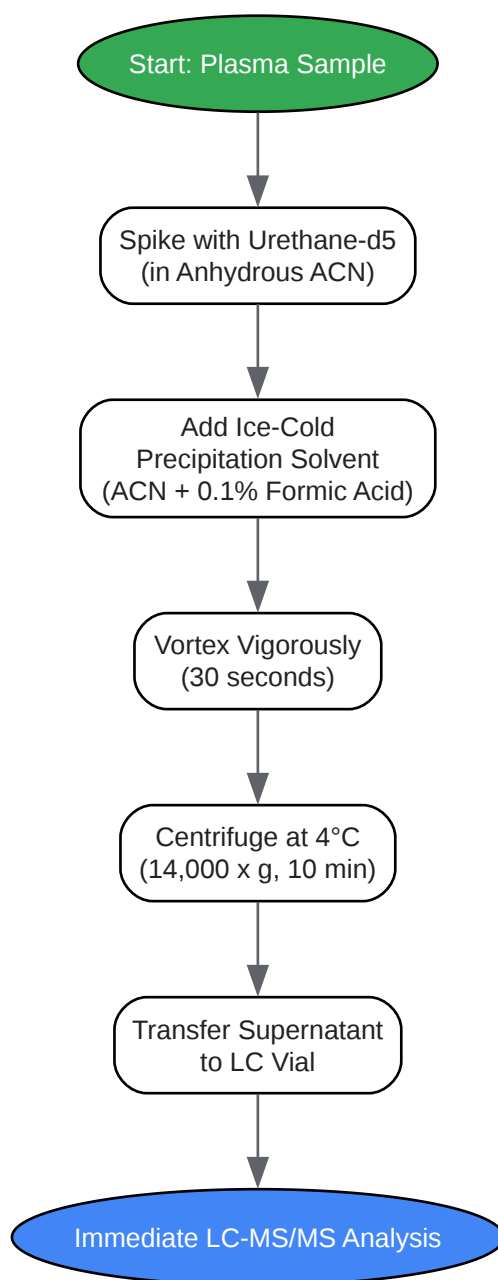 Start: Plasma Sample
Spike with Urethane-d5
(in Anhydrous ACN)
Add Ice-Cold
Precipitation Solvent
(ACN + 0.1% Formic Acid)
Vortex Vigorously
(30 seconds)
Centrifuge at 4°C
(14,000 x g, 10 min)
Transfer Supernatant
to LC Vial
Immediate LC-MS/MS Analysis